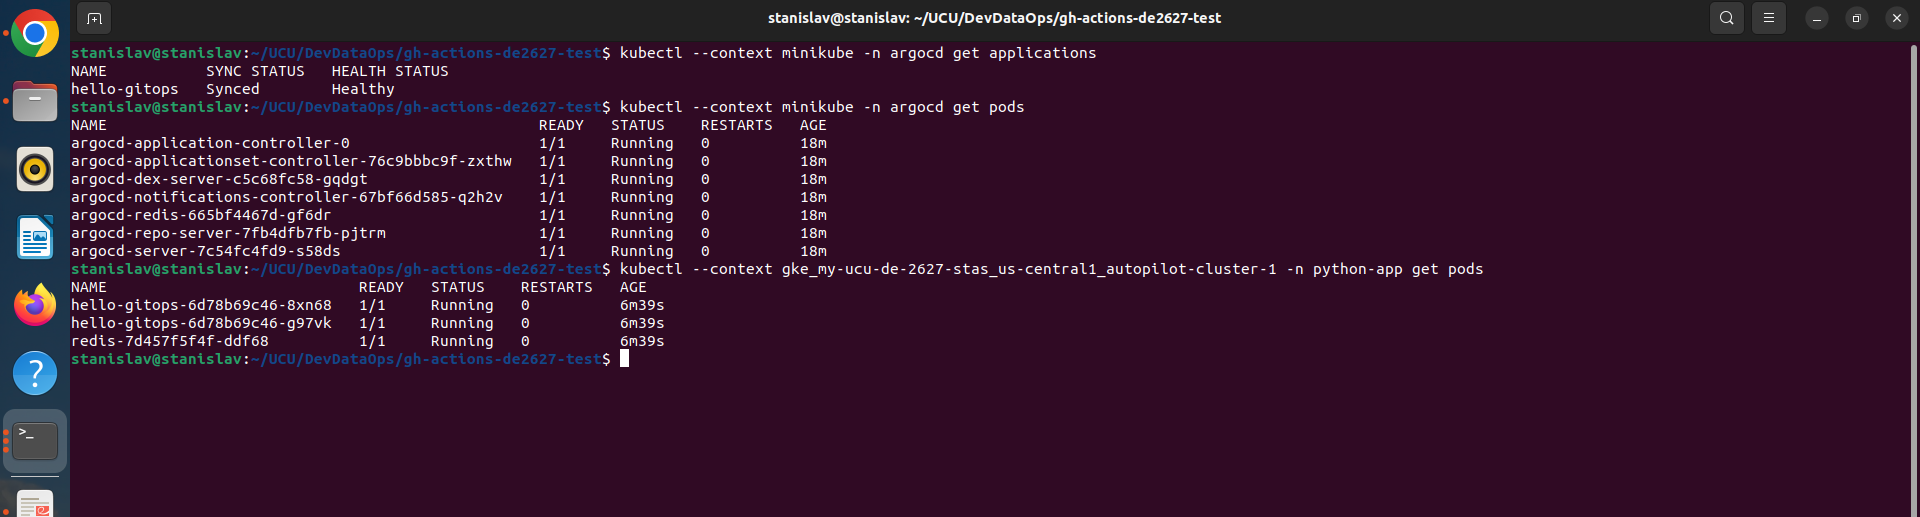 stanislav@stanislav: ~/UCU/DevDataOps/gh-actions-de2627-test
stanislav@stanislav:~/UCU/DevDataOps/gh-actions-de2627-test$ kubectl --context minikube -n argocd get applications
NAME           SYNC STATUS   HEALTH STATUS
hello-gitops   Synced        Healthy
stanislav@stanislav:~/UCU/DevDataOps/gh-actions-de2627-test$ kubectl --context minikube -n argocd get pods
NAME                                                READY   STATUS    RESTARTS   AGE
argocd-application-controller-0                     1/1     Running   0          18m
argocd-applicationset-controller-76c9bbbc9f-zxthw   1/1     Running   0          18m
argocd-dex-server-c5c68fc58-gqdgt                   1/1     Running   0          18m
argocd-notifications-controller-67bf66d585-q2h2v    1/1     Running   0          18m
argocd-redis-665bf4467d-gf6dr                       1/1     Running   0          18m
argocd-repo-server-7fb4dfb7fb-pjtrm                 1/1     Running   0          18m
argocd-server-7c54fc4fd9-s58ds                      1/1     Running   0          18m
stanislav@stanislav:~/UCU/DevDataOps/gh-actions-de2627-test$ kubectl --context gke_my-ucu-de-2627-stas_us-central1_autopilot-cluster-1 -n python-app get pods
NAME                            READY   STATUS    RESTARTS   AGE
hello-gitops-6d78b69c46-8xn68   1/1     Running   0          6m39s
hello-gitops-6d78b69c46-g97vk   1/1     Running   0          6m39s
redis-7d457f5f4f-ddf68          1/1     Running   0          6m39s
stanislav@stanislav:~/UCU/DevDataOps/gh-actions-de2627-test$